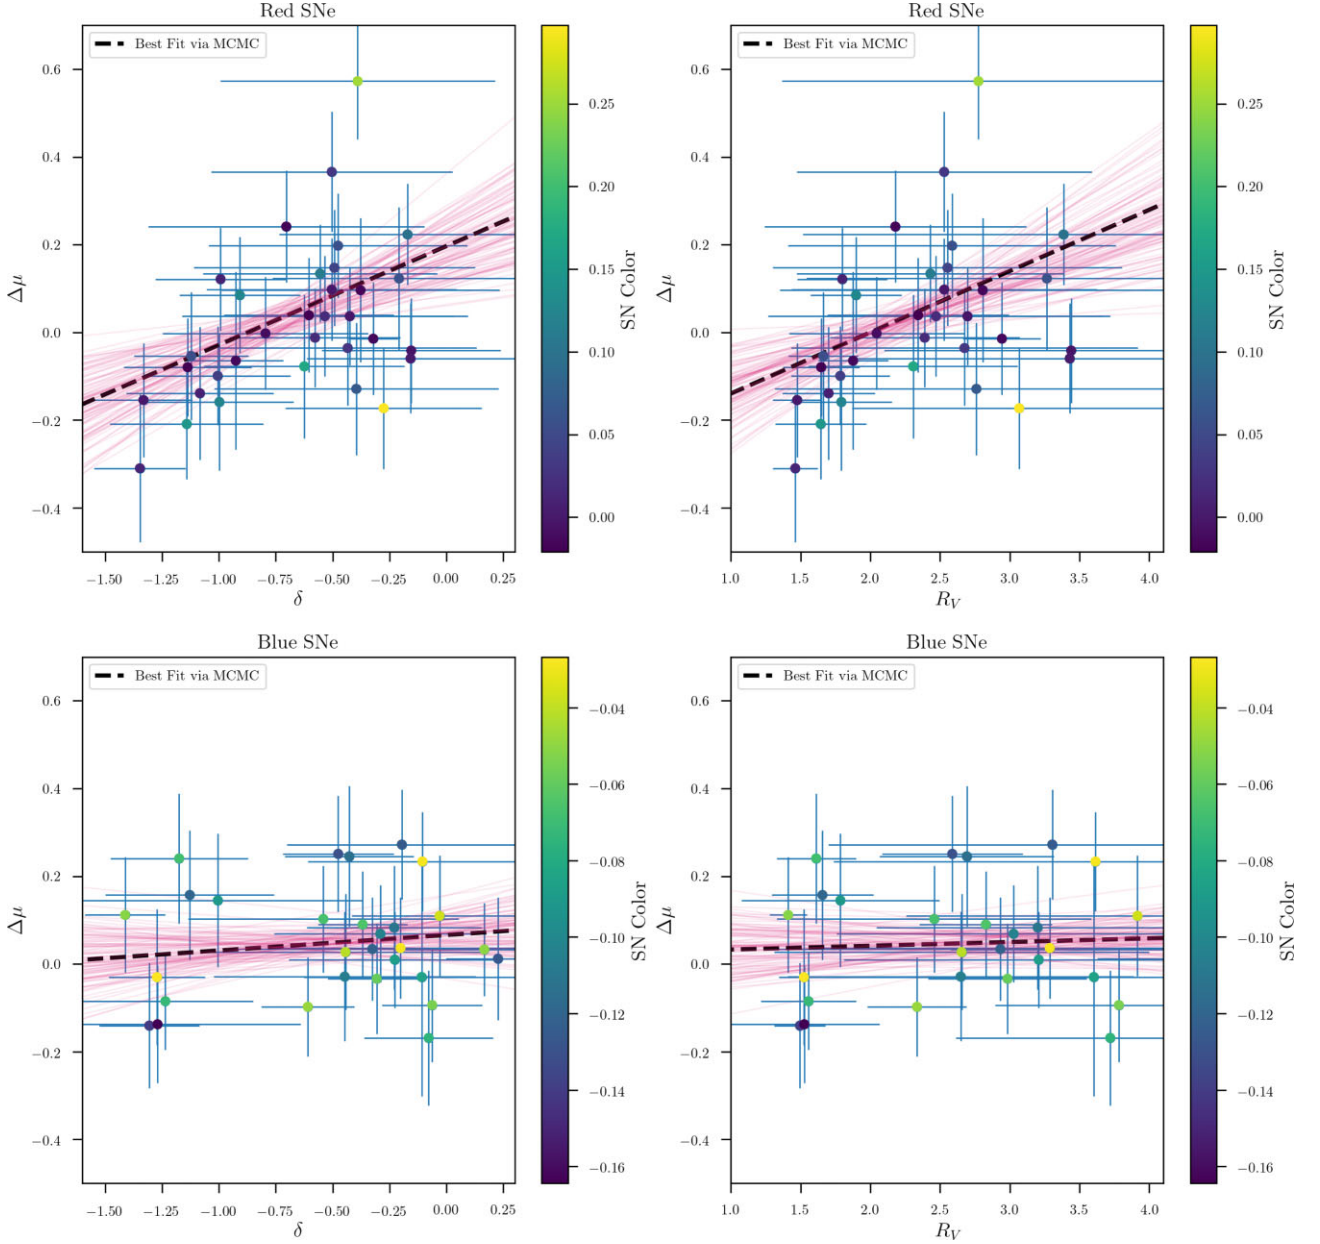 Red SNe
Best Fit via MCMC
0.6
0.4
0.2
0.0
−0.2
−0.4
Δμ
−1.50 −1.25 −1.00 −0.75 −0.50 −0.25 0.00 0.25
δ
0.25
0.20
0.15
0.10
0.05
0.00
SN Color
Red SNe
Best Fit via MCMC
0.6
0.4
0.2
0.0
−0.2
−0.4
Δμ
1.0 1.5 2.0 2.5 3.0 3.5 4.0
R_V
0.25
0.20
0.15
0.10
0.05
0.00
SN Color
Blue SNe
Best Fit via MCMC
0.6
0.4
0.2
0.0
−0.2
−0.4
Δμ
−1.50 −1.25 −1.00 −0.75 −0.50 −0.25 0.00 0.25
δ
−0.04
−0.06
−0.08
−0.10
−0.12
−0.14
−0.16
SN Color
Blue SNe
Best Fit via MCMC
0.6
0.4
0.2
0.0
−0.2
−0.4
Δμ
1.0 1.5 2.0 2.5 3.0 3.5 4.0
R_V
−0.04
−0.06
−0.08
−0.10
−0.12
−0.14
−0.16
SN Color